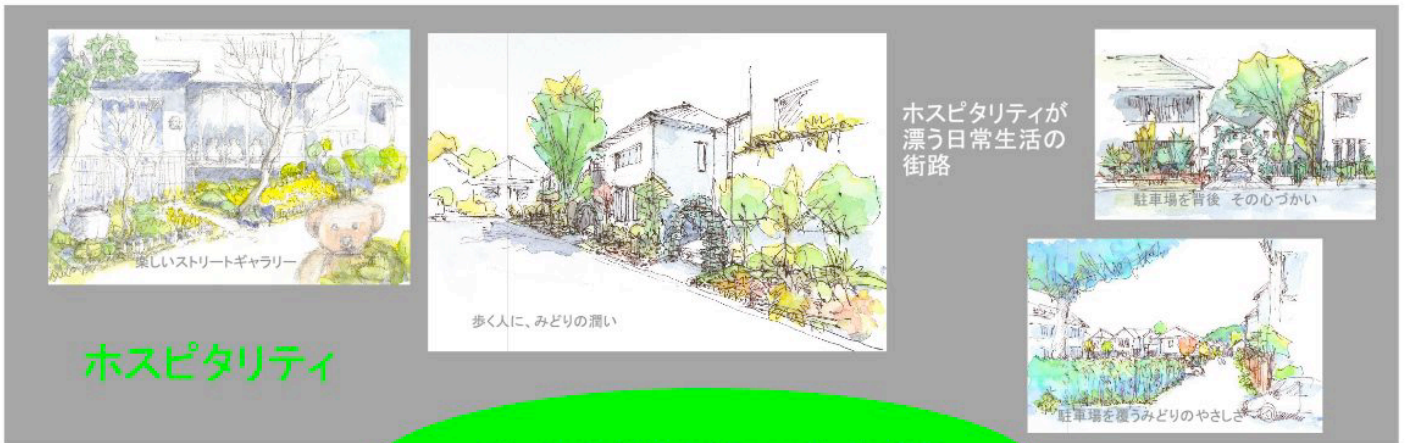 楽しいストリートギャラリー
歩く人に、みどりの潤い
ホスピタリティが
漂う日常生活の
街路
駐車場を背後　その心づかい
駐車場を覆うみどりのやさしさ
ホスピタリティ